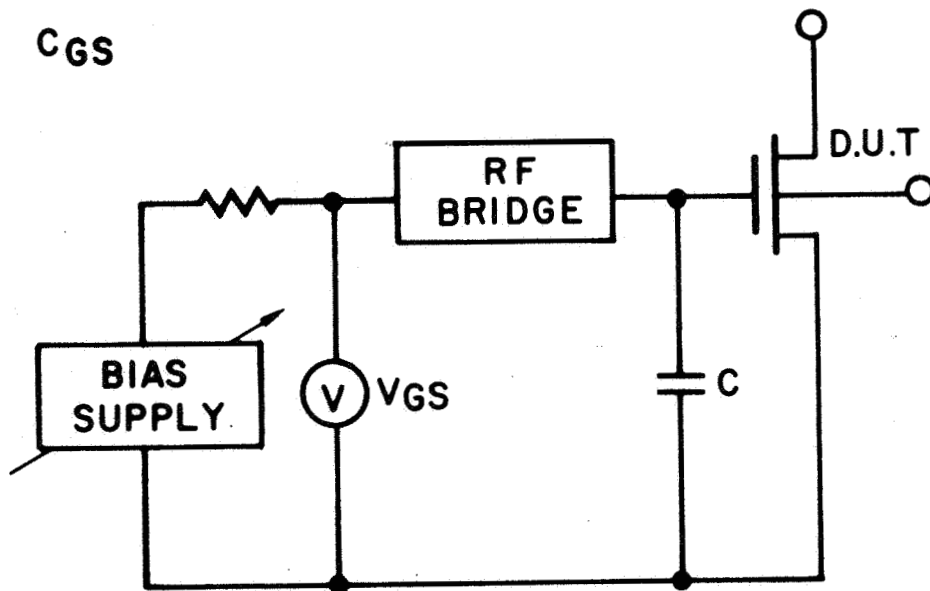 CGS
D.U.T
RF
BRIDGE
BIAS
SUPPLY
V
VGS
C